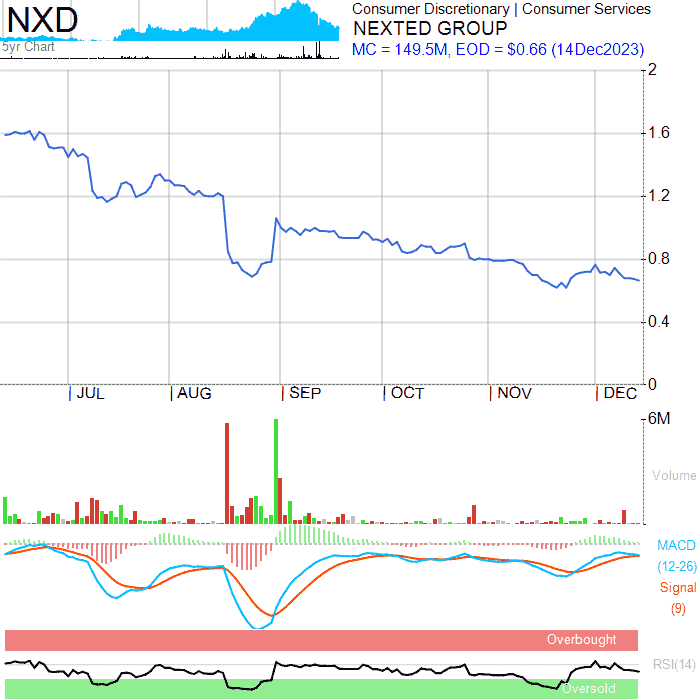 NXD
5yr Chart
Consumer Discretionary | Consumer Services
NEXTED GROUP
MC = 149.5M, EOD = $0.66 (14Dec2023)
2
1.6
1.2
0.8
0.4
0
JUL AUG SEP OCT NOV DEC
6M
Volume
MACD
(12-26)
Signal
(9)
Overbought
RSI(14)
Oversold